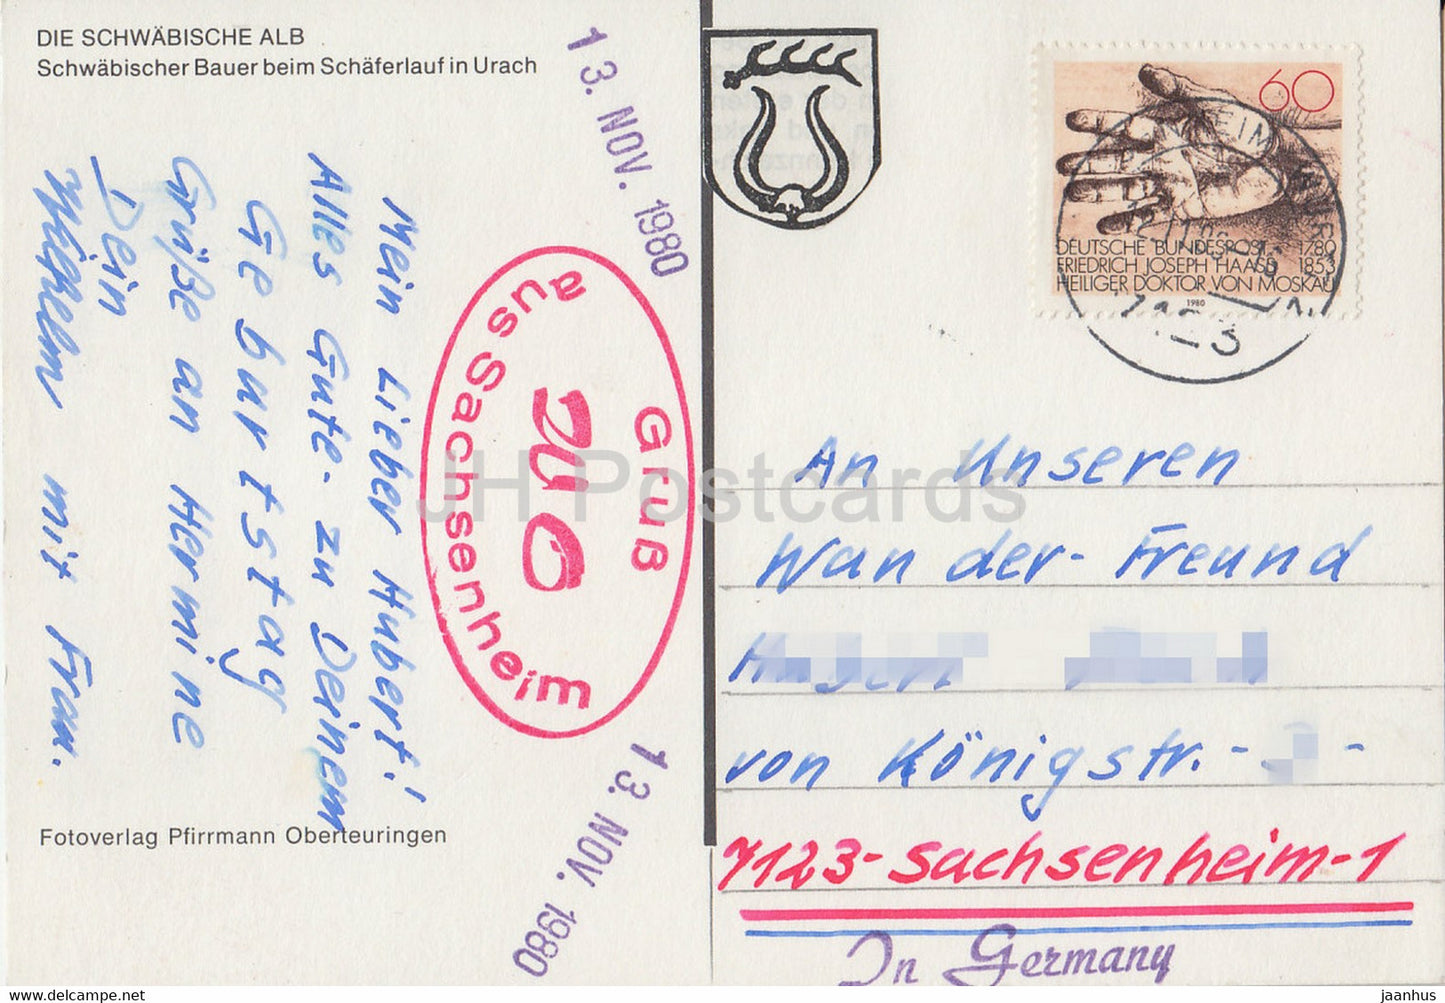 DIE SCHWÄBISCHE ALB
Schwäbischer Bauer beim Schäferlauf in Urach
13. NOV. 1980
Mein Lieber Hubert!
Alles Gute - zu Deinem
Geburtstag
Grüße an Hermine
Dein
Wilhelm mit Frau.
Gruß
aus Sachsenheim
13. NOV. 1980
Fotoverlag Pfirrmann Oberteuringen
60
DEUTSCHE BUNDESPOST 1780
FRIEDRICH JOSEPH HAASS 1853
HEILIGER DOKTOR VON MOSKAU
1980
An Unseren
Wander-Freund
von Königstr. -
7123-Sachsenheim-1
In Germany
JH Postcards
jaanhus